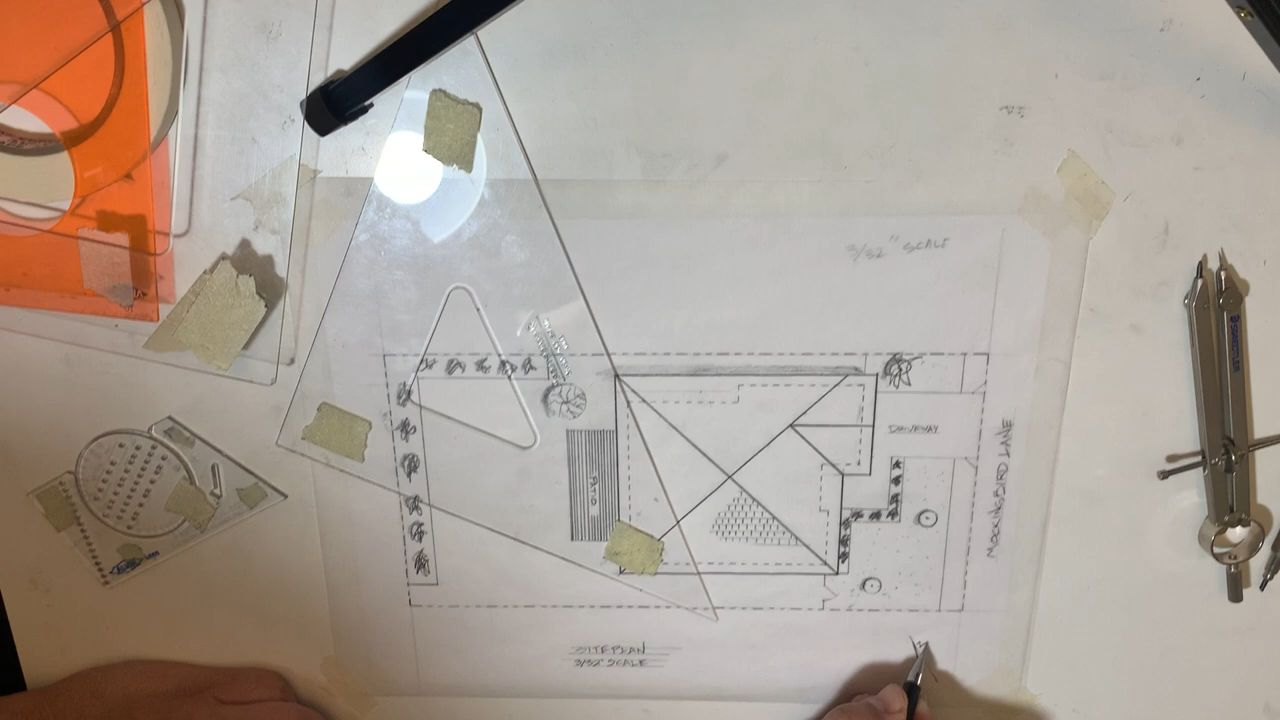 3/32" SCALE
DRIVEWAY
MOCKINGBIRD LANE
PATIO
SITE PLAN
3/32" SCALE